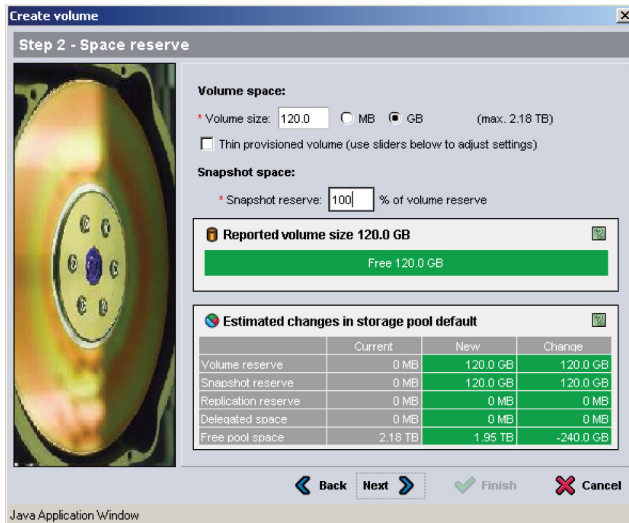 Create volume
Step 2 - Space reserve
Volume space:
* Volume size: 120.0 MB GB (max. 2.18 TB)
Thin provisioned volume (use sliders below to adjust settings)
Snapshot space:
* Snapshot reserve: 100 % of volume reserve
Reported volume size 120.0 GB
Free 120.0 GB
Estimated changes in storage pool default
Current New Change
Volume reserve 0 MB 120.0 GB 120.0 GB
Snapshot reserve 0 MB 120.0 GB 120.0 GB
Replication reserve 0 MB 0 MB 0 MB
Delegated space 0 MB 0 MB 0 MB
Free pool space 2.18 TB 1.95 TB -240.0 GB
Back Next Finish Cancel
Java Application Window